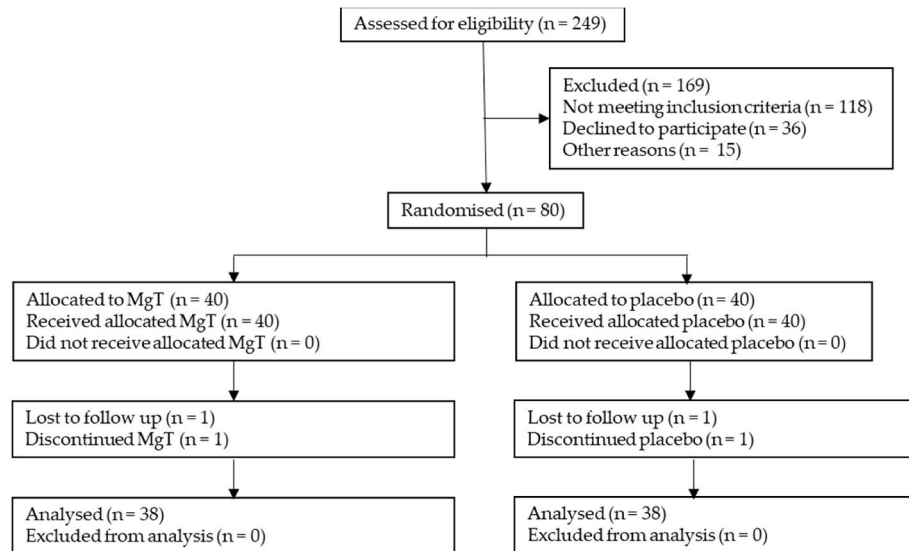 Assessed for eligibility (n = 249)
Excluded (n = 169)
Not meeting inclusion criteria (n = 118)
Declined to participate (n = 36)
Other reasons (n = 15)
Randomised (n = 80)
Allocated to MgT (n = 40)
Received allocated MgT (n = 40)
Did not receive allocated MgT (n = 0)
Allocated to placebo (n = 40)
Received allocated placebo (n = 40)
Did not receive allocated placebo (n = 0)
Lost to follow up (n = 1)
Discontinued MgT (n = 1)
Lost to follow up (n = 1)
Discontinued placebo (n = 1)
Analysed (n = 38)
Excluded from analysis (n = 0)
Analysed (n = 38)
Excluded from analysis (n = 0)